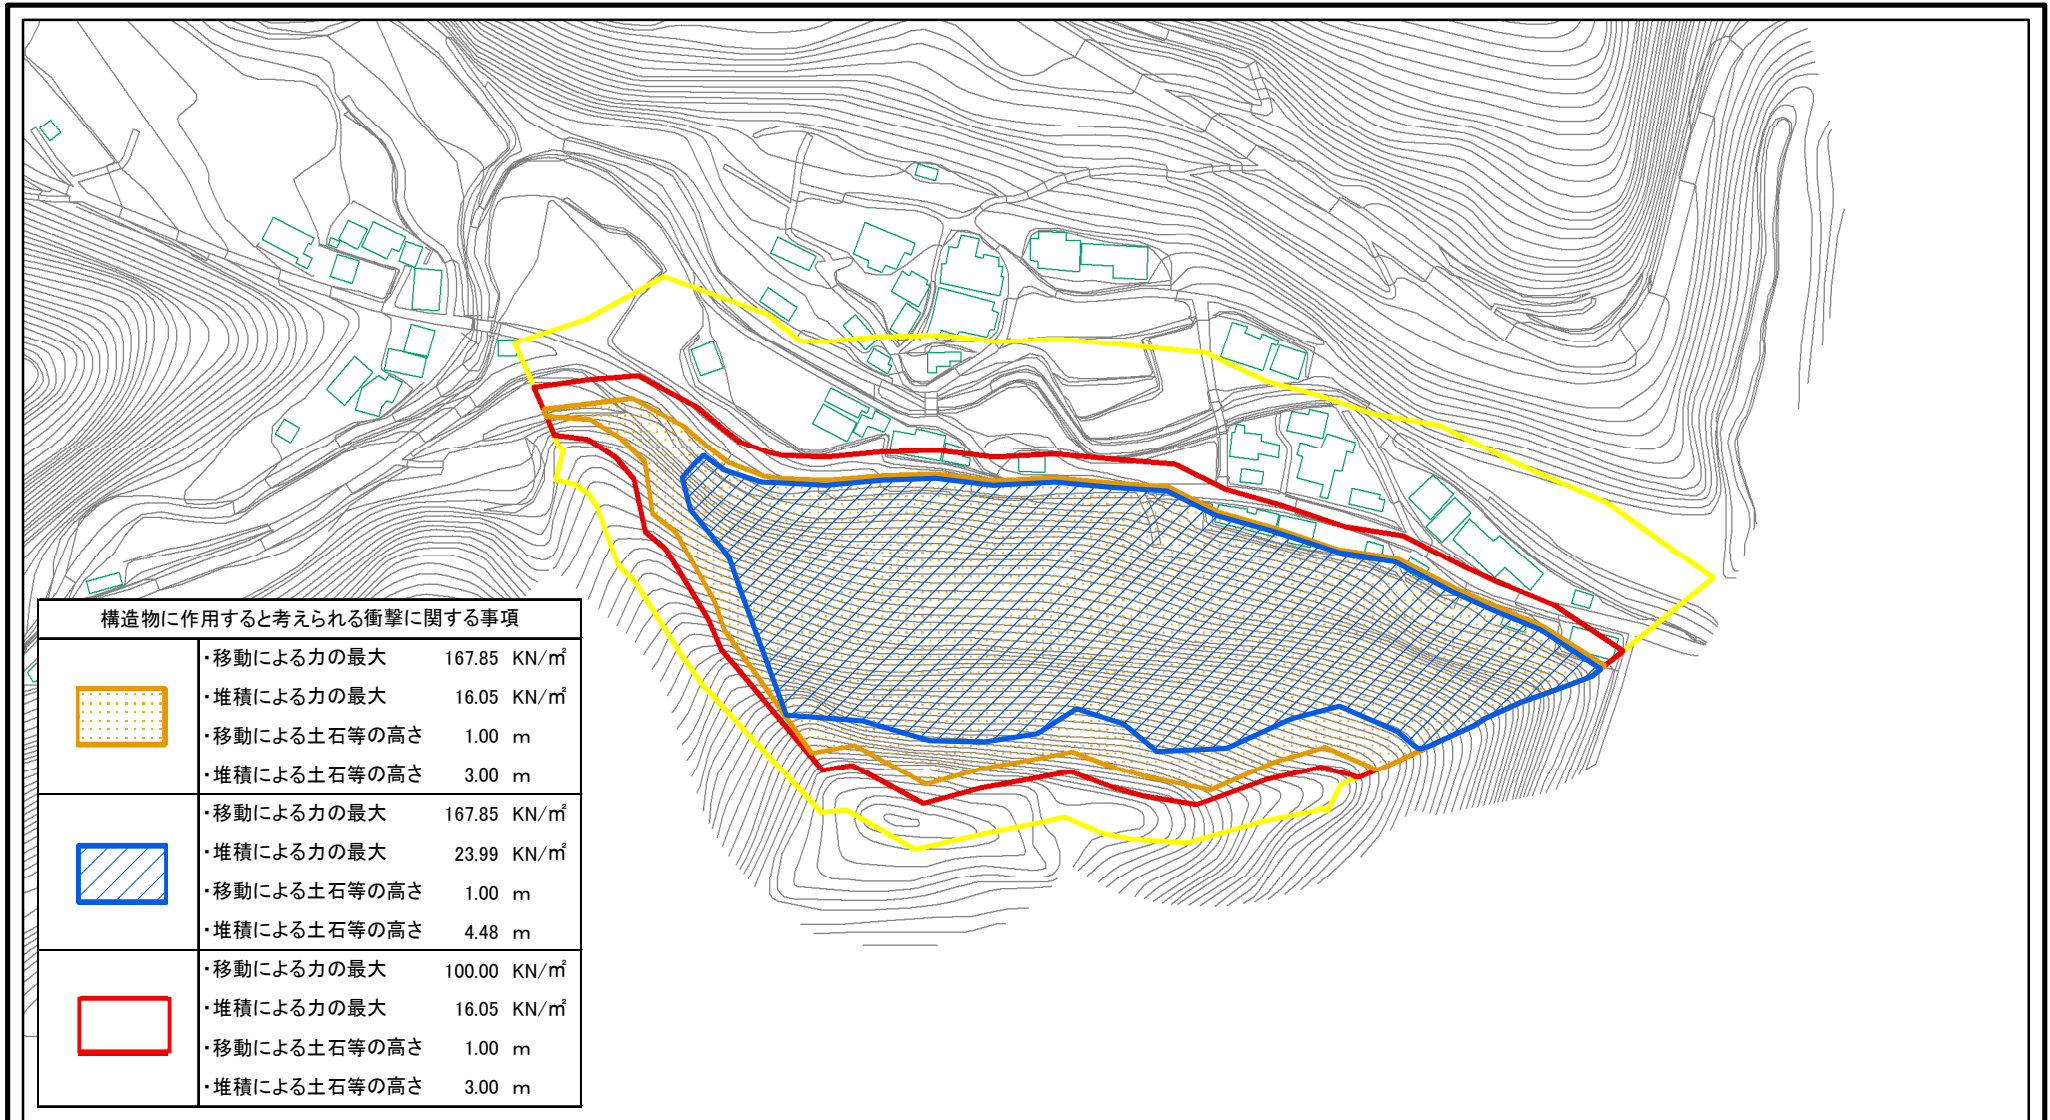 構造物に作用すると考えられる衝撃に関する事項
・移動による力の最大 167.85 KN/㎡
・堆積による力の最大 16.05 KN/㎡
・移動による土石等の高さ 1.00 m
・堆積による土石等の高さ 3.00 m
・移動による力の最大 167.85 KN/㎡
・堆積による力の最大 23.99 KN/㎡
・移動による土石等の高さ 1.00 m
・堆積による土石等の高さ 4.48 m
・移動による力の最大 100.00 KN/㎡
・堆積による力の最大 16.05 KN/㎡
・移動による土石等の高さ 1.00 m
・堆積による土石等の高さ 3.00 m